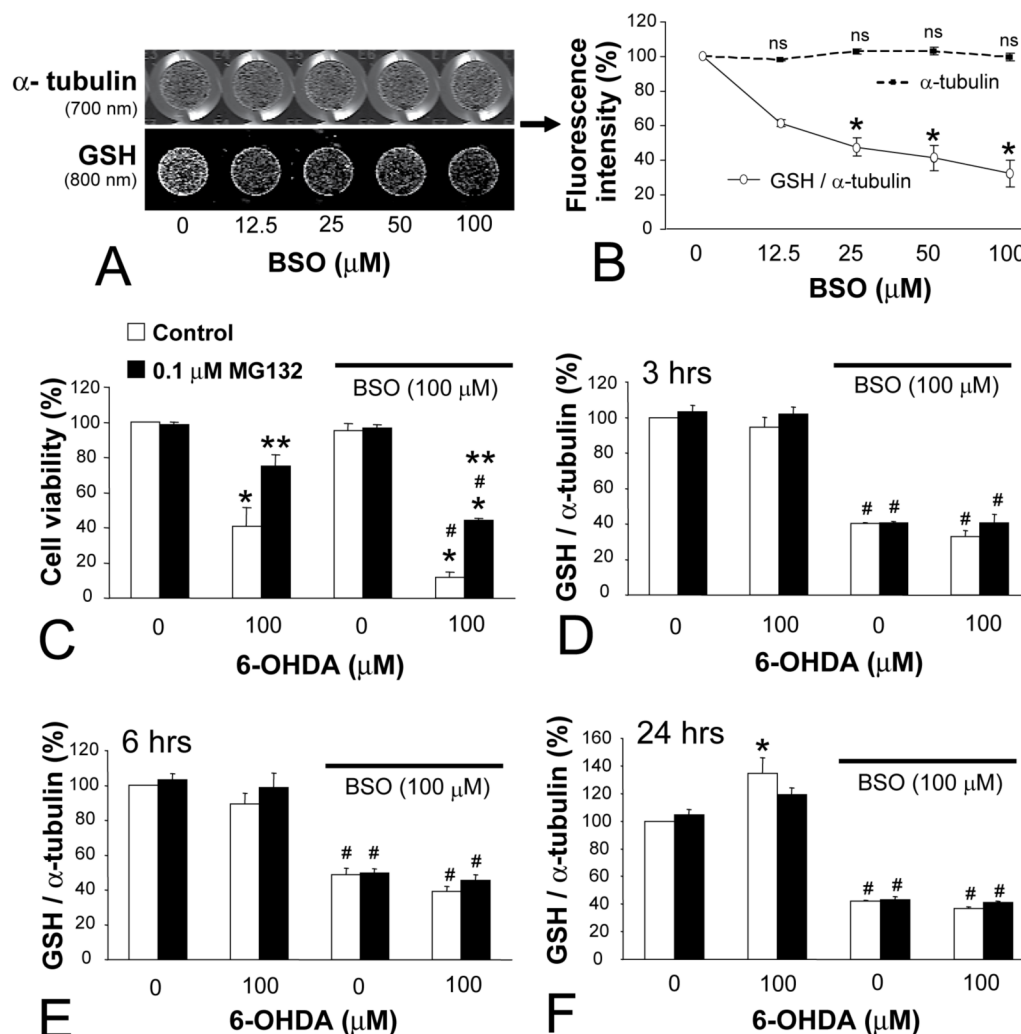 α- tubulin
(700 nm)
GSH
(800 nm)
0 12.5 25 50 100
BSO (μM)
A
Fluorescence
intensity (%)
120
100
80
60
40
20
0
ns ns ns ns
α-tubulin
* * *
GSH / α-tubulin
0 12.5 25 50 100
BSO (μM)
B
Control
0.1 μM MG132
BSO (100 μM)
Cell viability (%)
120
100
80
60
40
20
0
* ** # * ** # *
0 100 0 100
6-OHDA (μM)
C
3 hrs
BSO (100 μM)
GSH / α-tubulin (%)
120
100
80
60
40
20
0
# # # #
0 100 0 100
6-OHDA (μM)
D
6 hrs
BSO (100 μM)
GSH / α-tubulin (%)
120
100
80
60
40
20
0
# # # #
0 100 0 100
6-OHDA (μM)
E
24 hrs
BSO (100 μM)
GSH / α-tubulin (%)
160
140
120
100
80
60
40
20
0
*
# # # #
0 100 0 100
6-OHDA (μM)
F